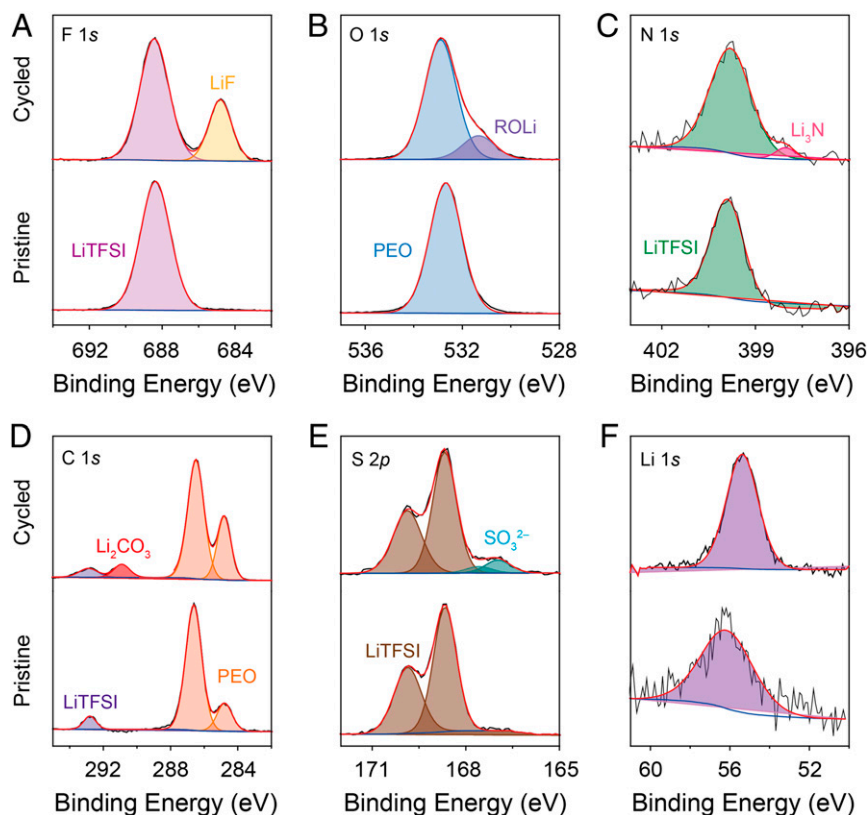 A
F 1s
Cycled
LiF
Pristine
LiTFSI
692 688 684
Binding Energy (eV)
B
O 1s
ROLi
PEO
536 532 528
Binding Energy (eV)
C
N 1s
Li₃N
LiTFSI
402 399 396
Binding Energy (eV)
D
C 1s
Cycled
Li₂CO₃
Pristine
PEO
LiTFSI
292 288 284
Binding Energy (eV)
E
S 2p
SO₃²⁻
LiTFSI
171 168 165
Binding Energy (eV)
F
Li 1s
60 56 52
Binding Energy (eV)